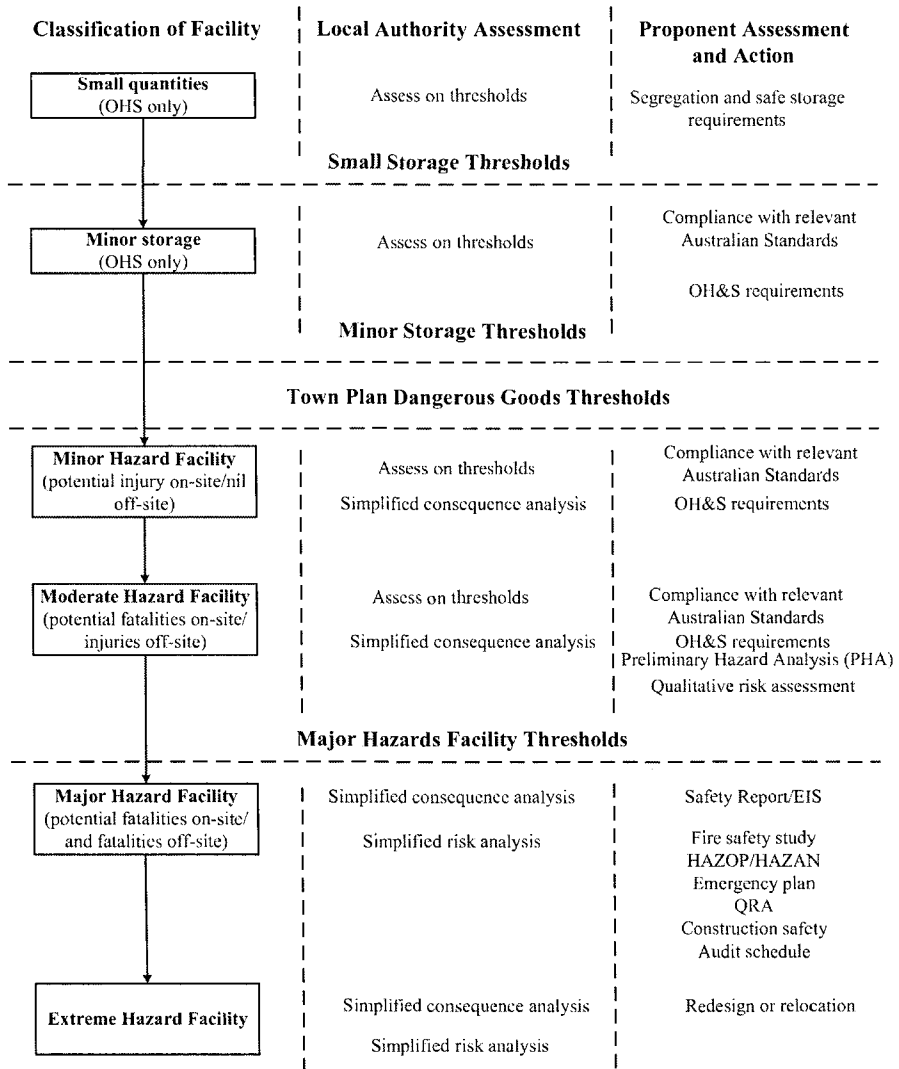 Classification of Facility
Local Authority Assessment
Proponent Assessment
and Action
Small quantities
(OHS only)
Assess on thresholds
Segregation and safe storage
requirements
Small Storage Thresholds
Minor storage
(OHS only)
Assess on thresholds
Compliance with relevant
Australian Standards
OH&S requirements
Minor Storage Thresholds
Town Plan Dangerous Goods Thresholds
Minor Hazard Facility
(potential injury on-site/nil
off-site)
Assess on thresholds
Simplified consequence analysis
Compliance with relevant
Australian Standards
OH&S requirements
Moderate Hazard Facility
(potential fatalities on-site/
injuries off-site)
Assess on thresholds
Simplified consequence analysis
Compliance with relevant
Australian Standards
OH&S requirements
Preliminary Hazard Analysis (PHA)
Qualitative risk assessment
Major Hazards Facility Thresholds
Major Hazard Facility
(potential fatalities on-site/
and fatalities off-site)
Simplified consequence analysis
Simplified risk analysis
Safety Report/EIS
Fire safety study
HAZOP/HAZAN
Emergency plan
QRA
Construction safety
Audit schedule
Extreme Hazard Facility
Simplified consequence analysis
Simplified risk analysis
Redesign or relocation